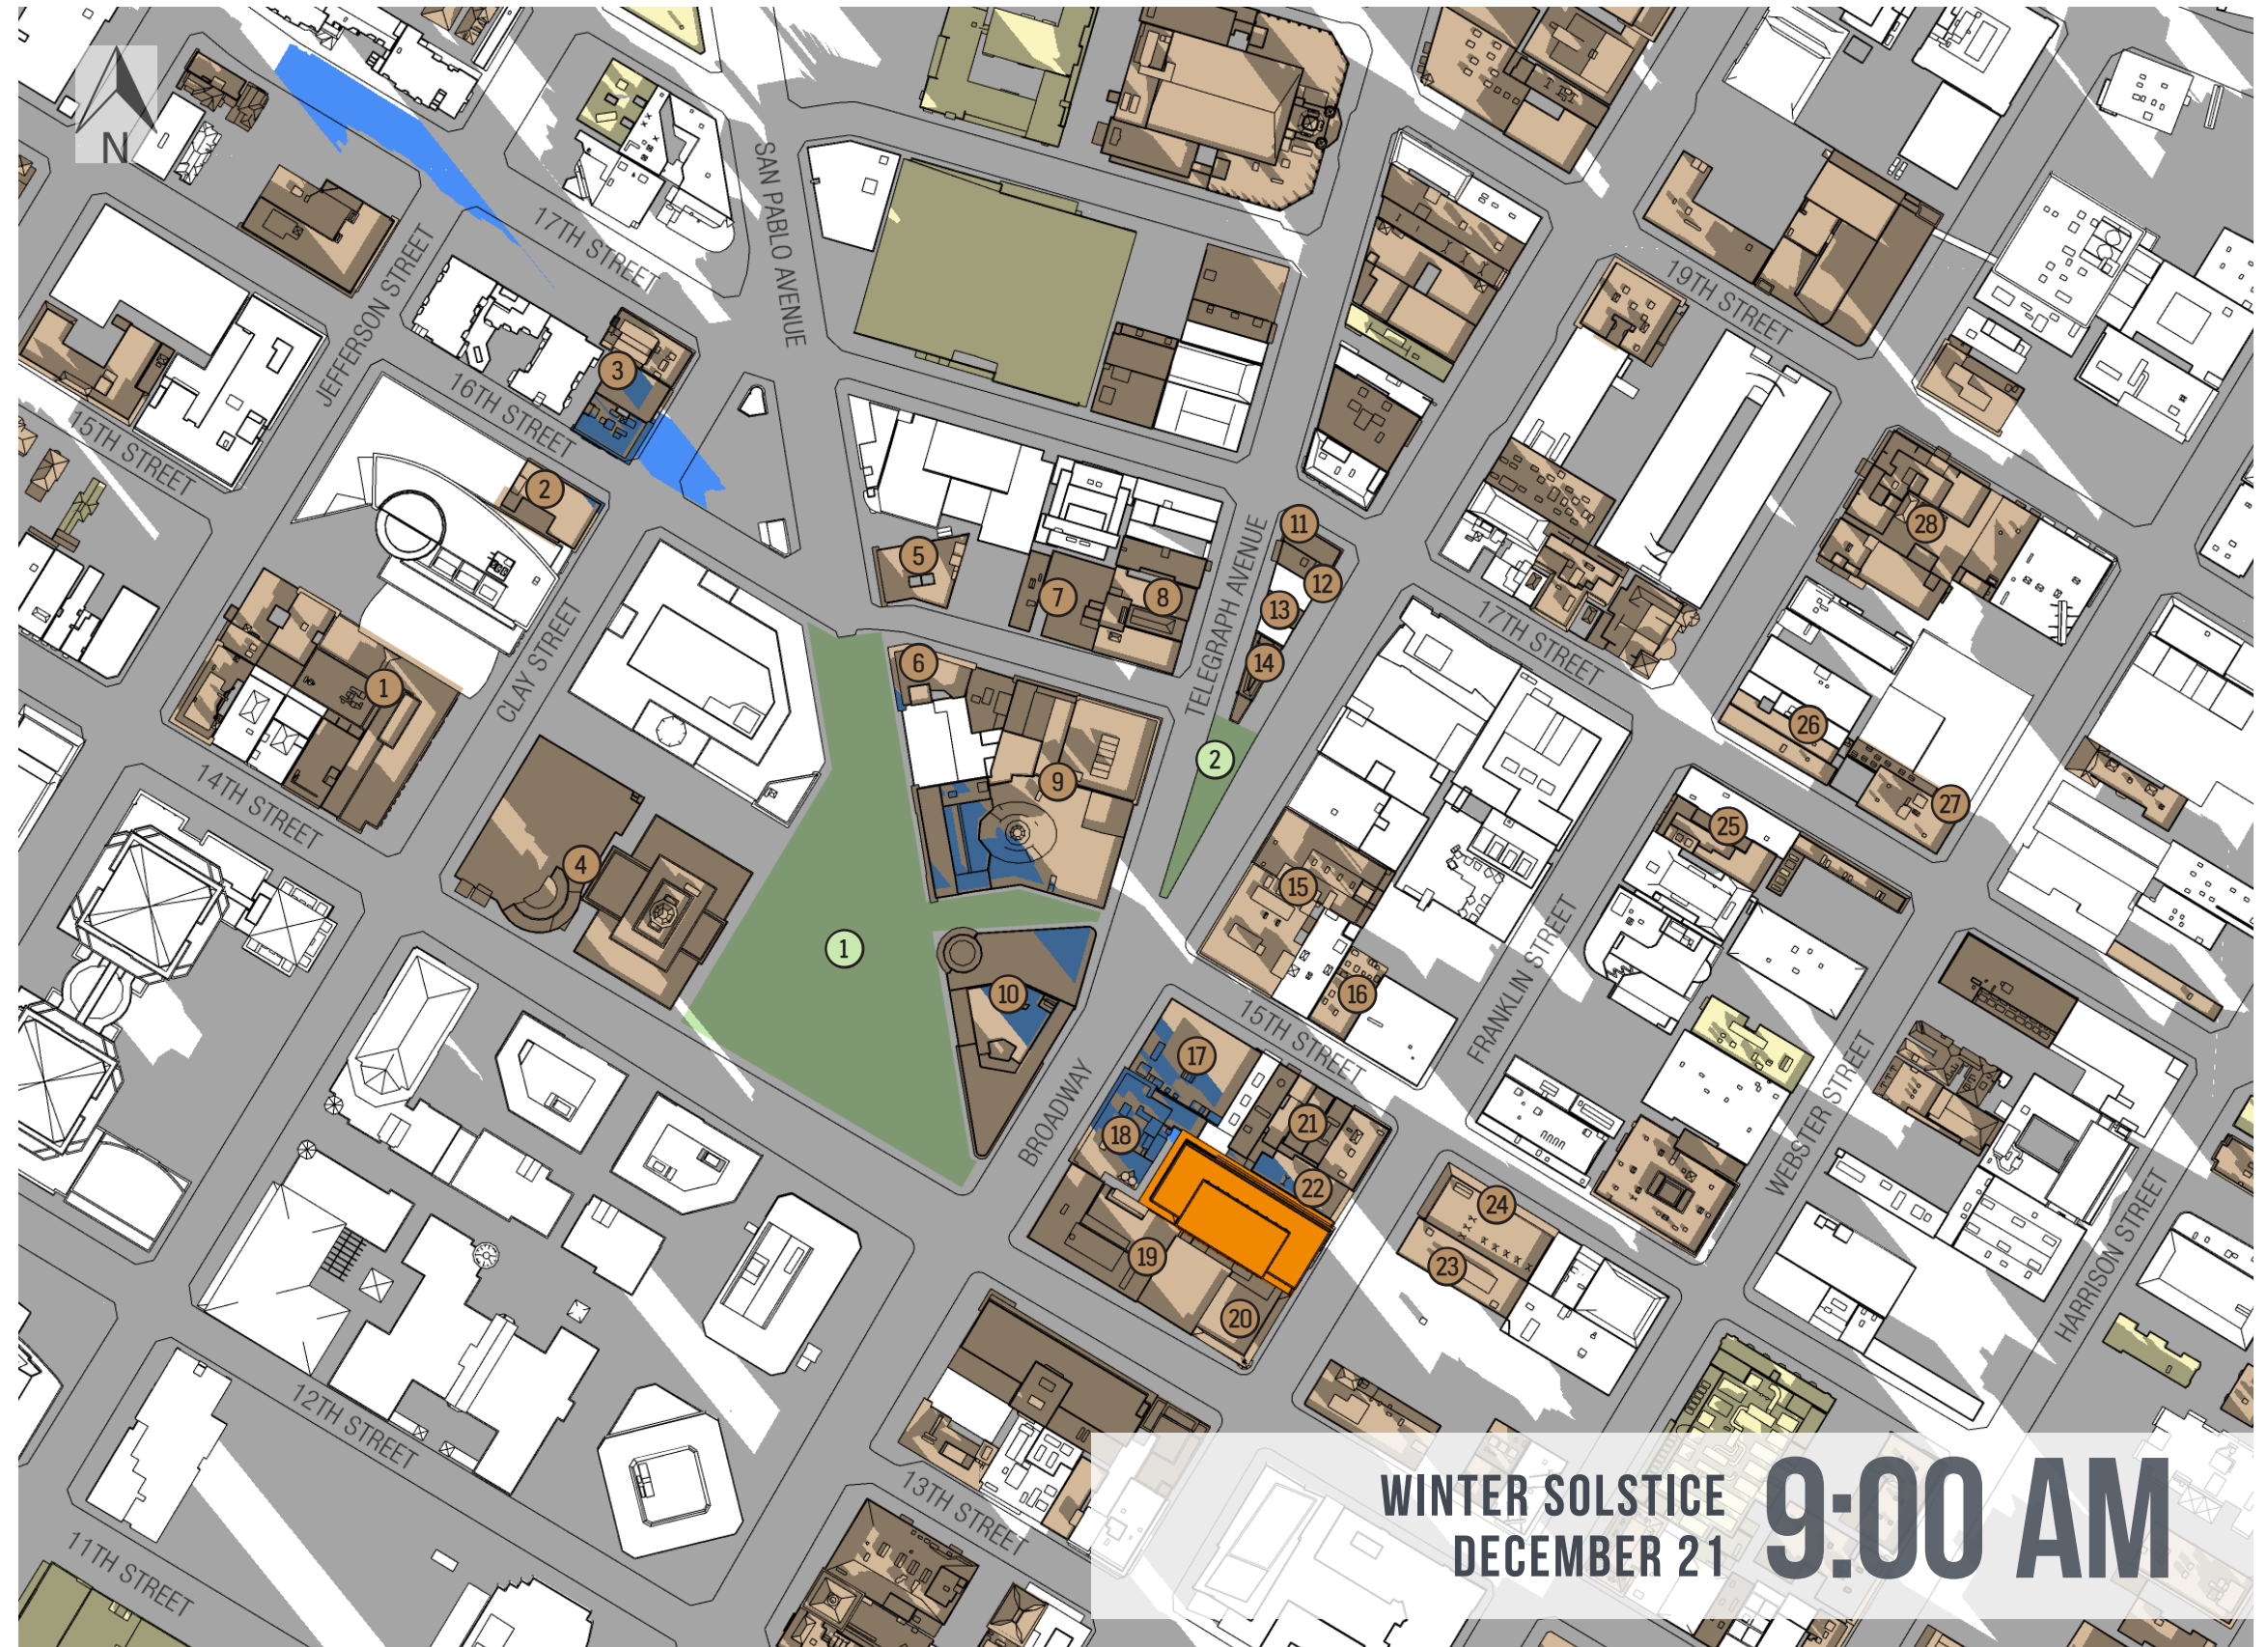 N
SAN PABLO AVENUE
17TH STREET
JEFFERSON STREET
19TH STREET
3
16TH STREET
15TH STREET
2
11
28
5
12
7
8
13
TELEGRAPH AVENUE
17TH STREET
CLAY STREET
14
6
1
26
2
9
14TH STREET
27
25
4
15
1
FRANKLIN STREET
10
16
15TH STREET
17
BROADWAY
WEBSTER STREET
21
18
22
24
19
23
HARRISON STREET
20
12TH STREET
13TH STREET
11TH STREET
WINTER SOLSTICE
DECEMBER 21
9:00 AM